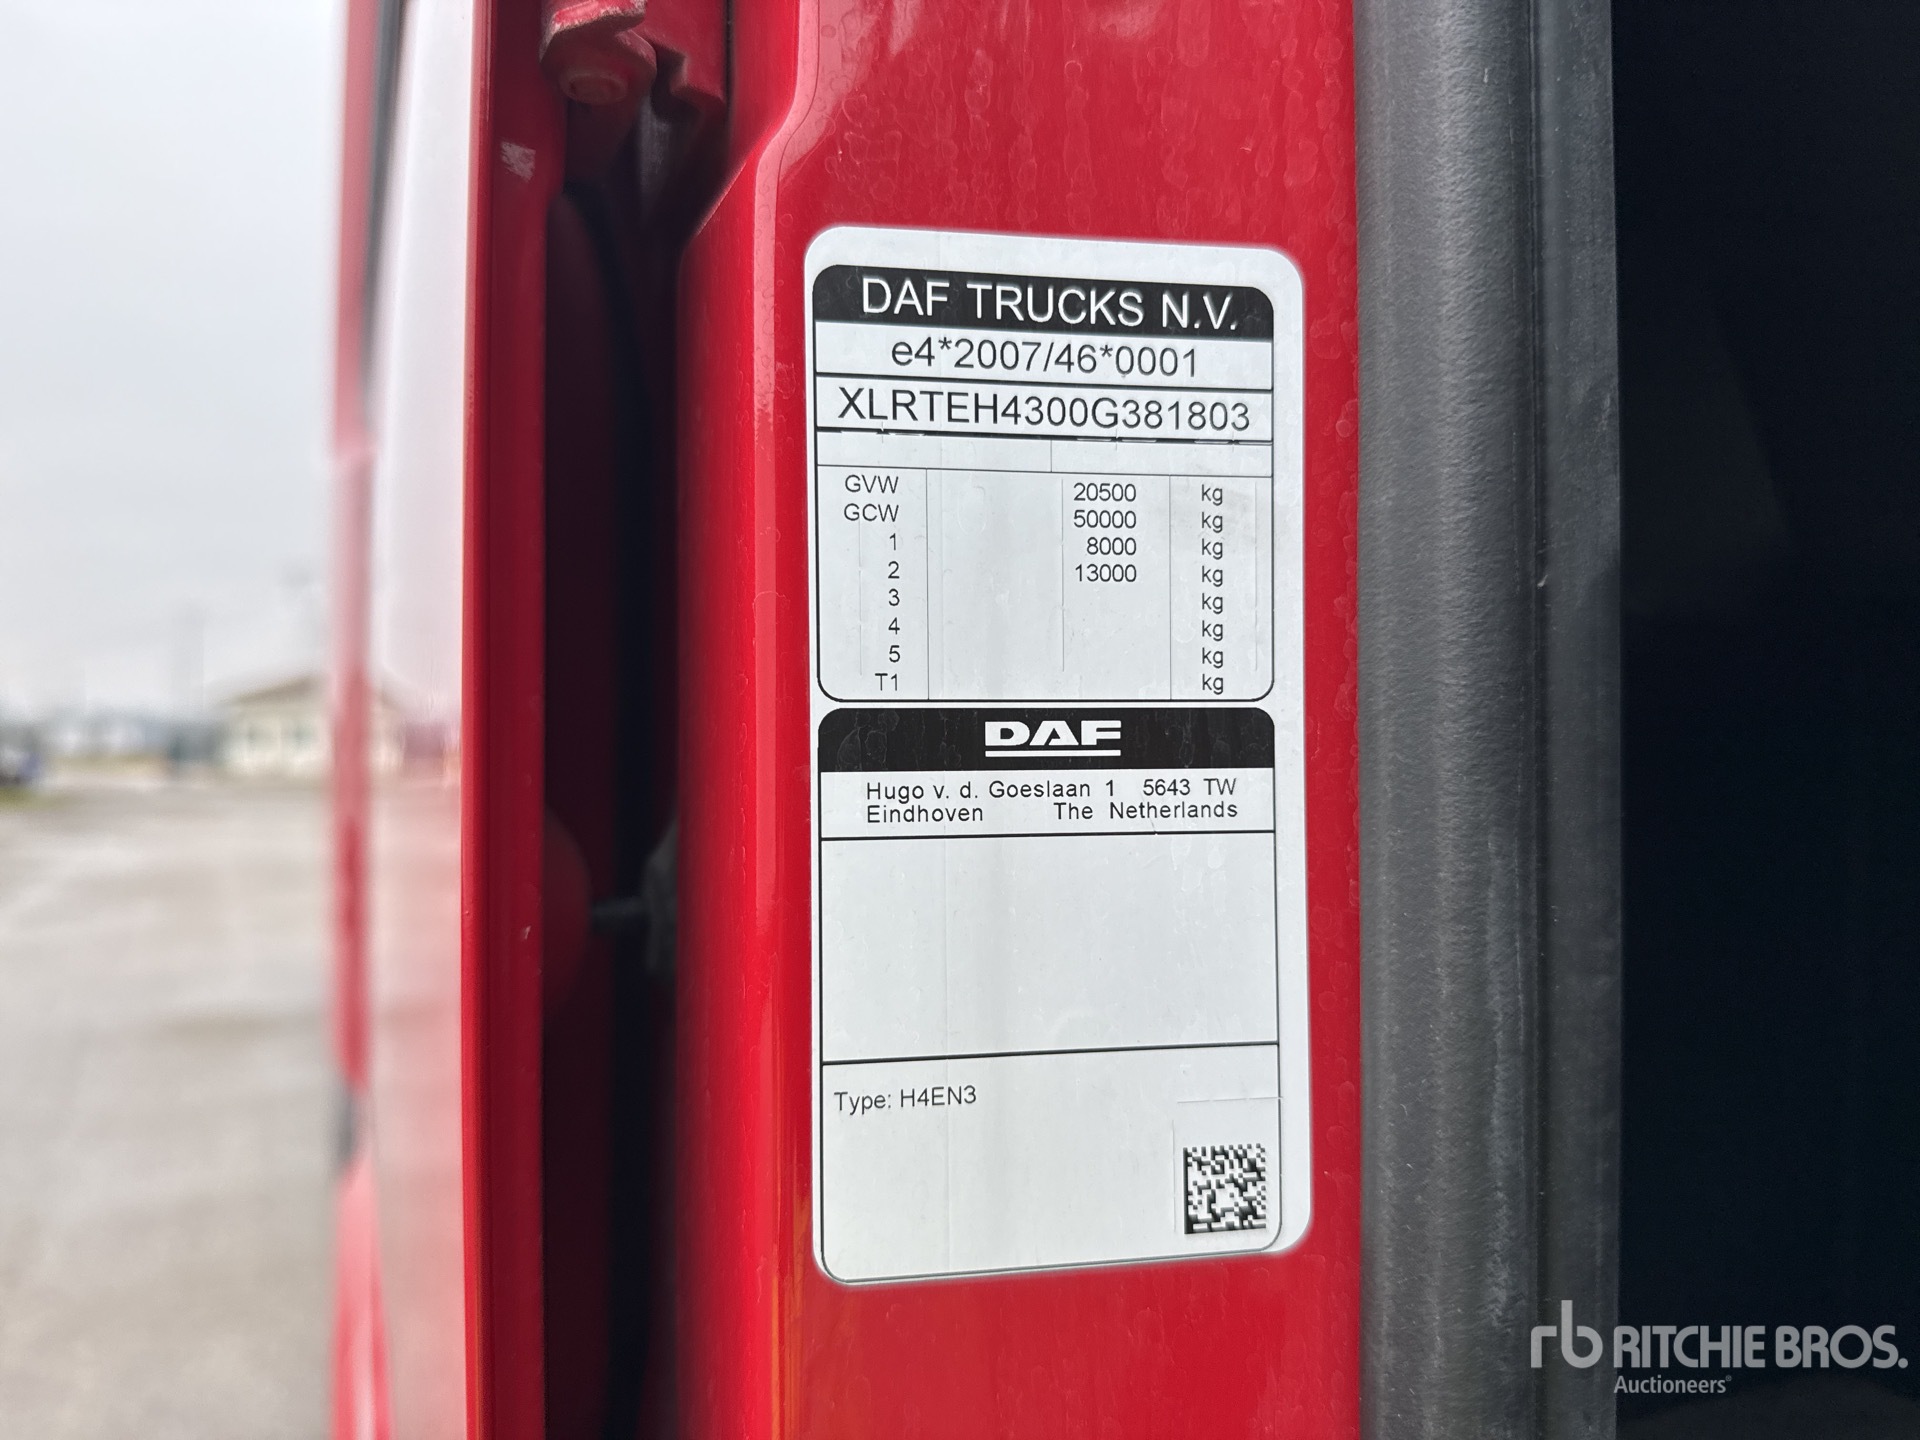 DAF TRUCKS N.V.
e4*2007/46*0001
XLRTEH4300G381803
GVW 20500 kg
GCW 50000 kg
1 8000 kg
2 13000 kg
3 kg
4 kg
5 kg
T1 kg
DAF
Hugo v. d. Goeslaan 1 5643 TW
Eindhoven The Netherlands
Type: H4EN3
rb RITCHIE BROS.
Auctioneers®